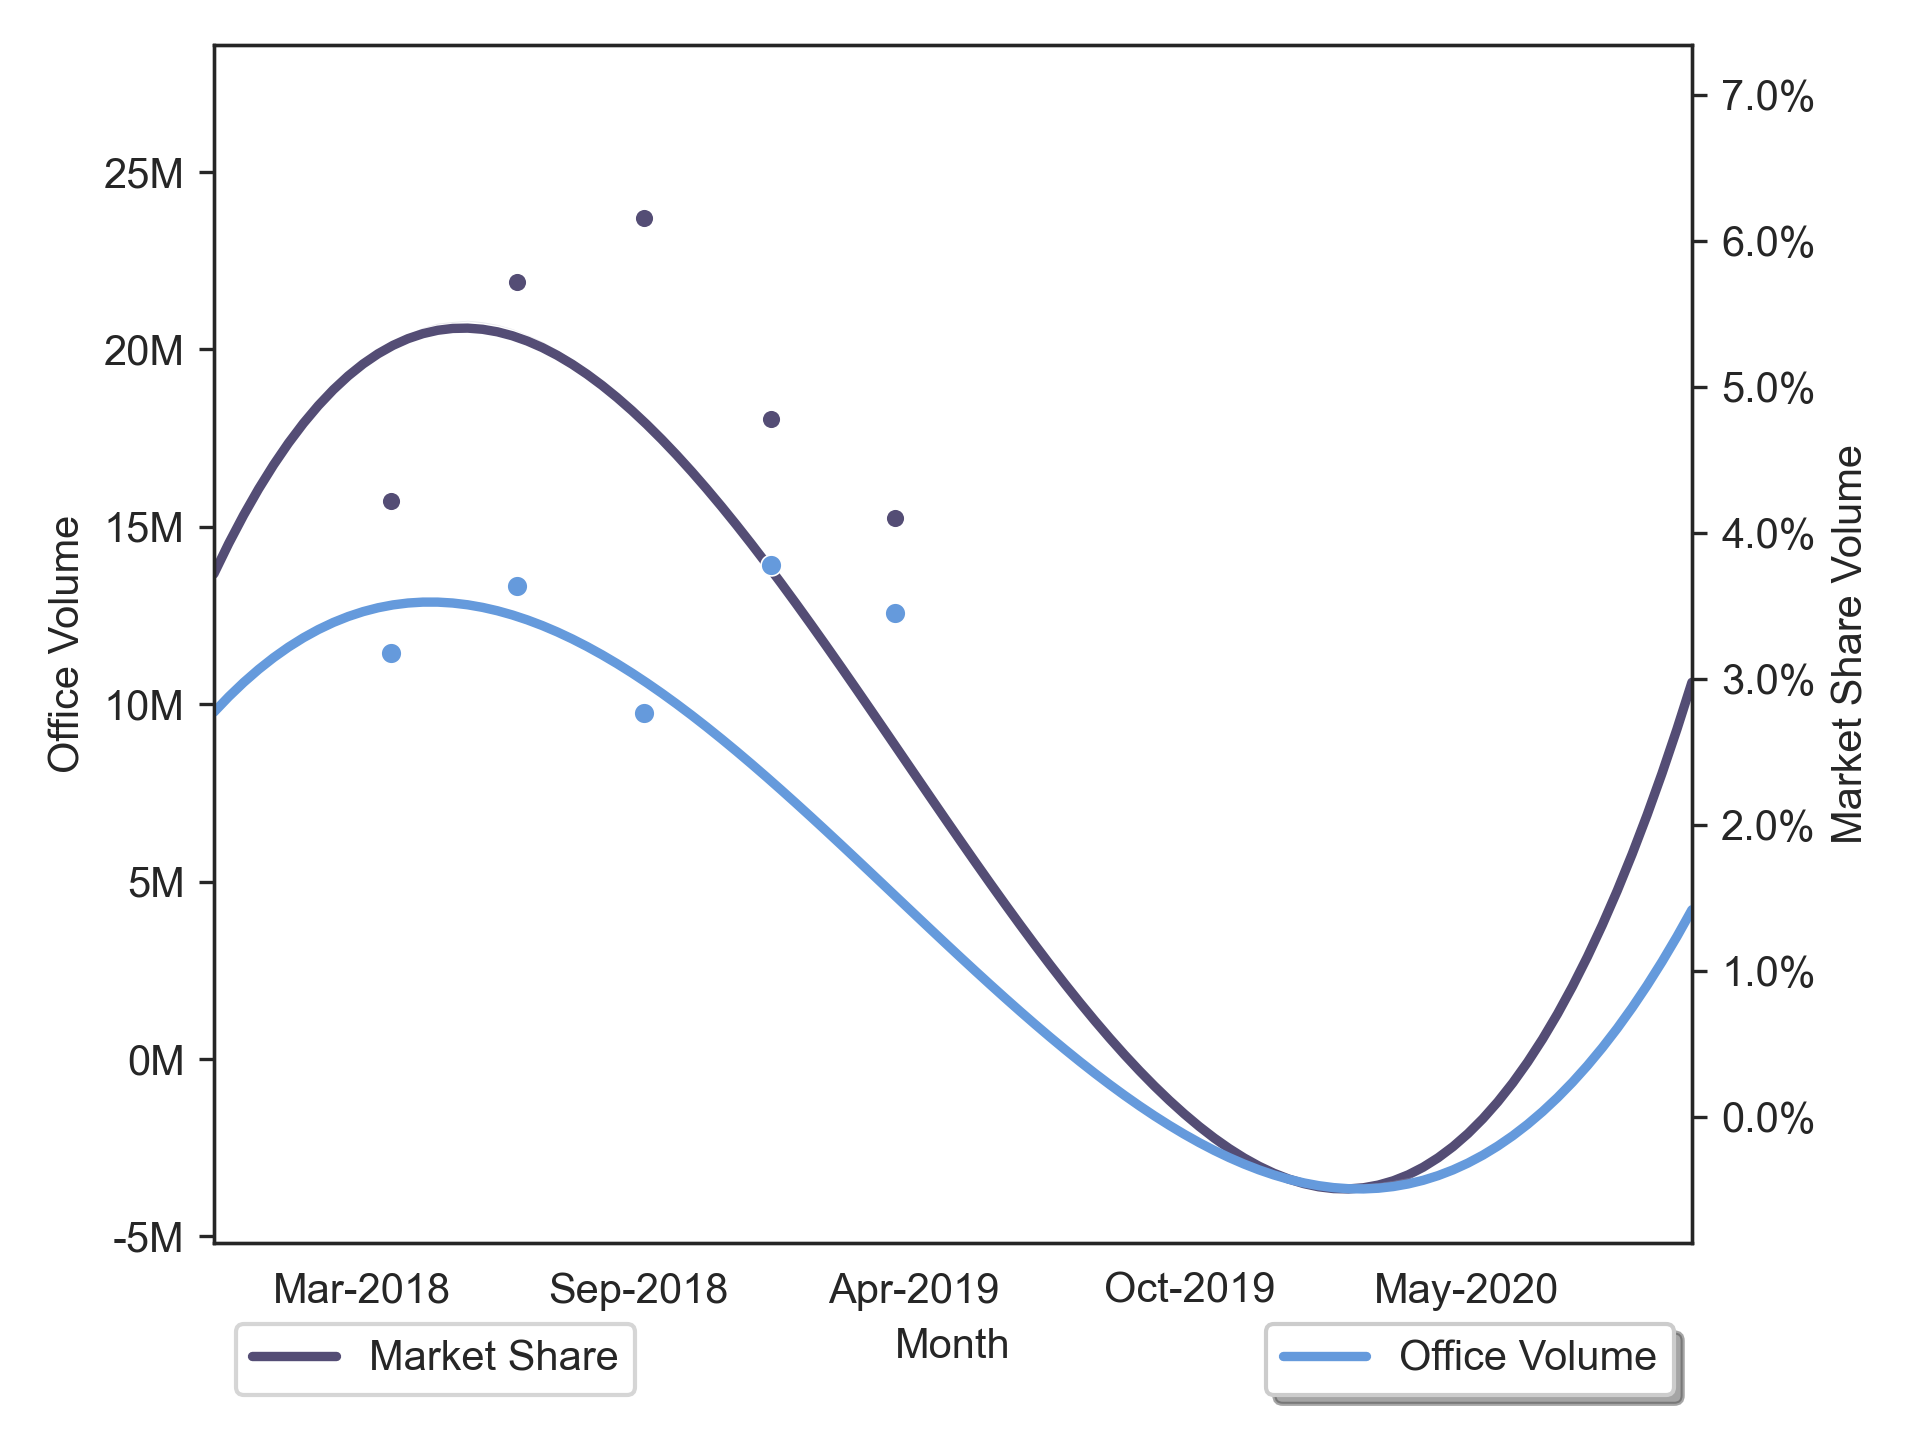 25M
20M
15M
10M
5M
0M
-5M
Office Volume
7.0%
6.0%
5.0%
4.0%
3.0%
2.0%
1.0%
0.0%
Market Share Volume
Mar-2018 Sep-2018 Apr-2019 Oct-2019 May-2020
Month
Market Share
Office Volume